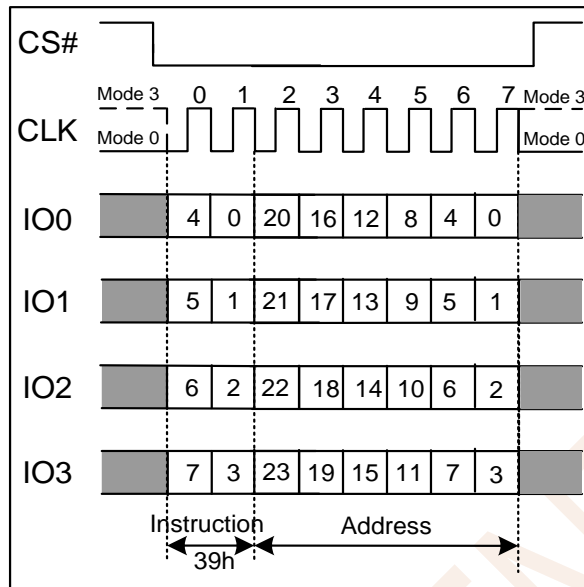 CS#
Mode 3 0 1 2 3 4 5 6 7 Mode 3
CLK
Mode 0 Mode 0
IO0 4 0 20 16 12 8 4 0
IO1 5 1 21 17 13 9 5 1
IO2 6 2 22 18 14 10 6 2
IO3 7 3 23 19 15 11 7 3
Instruction Address
39h